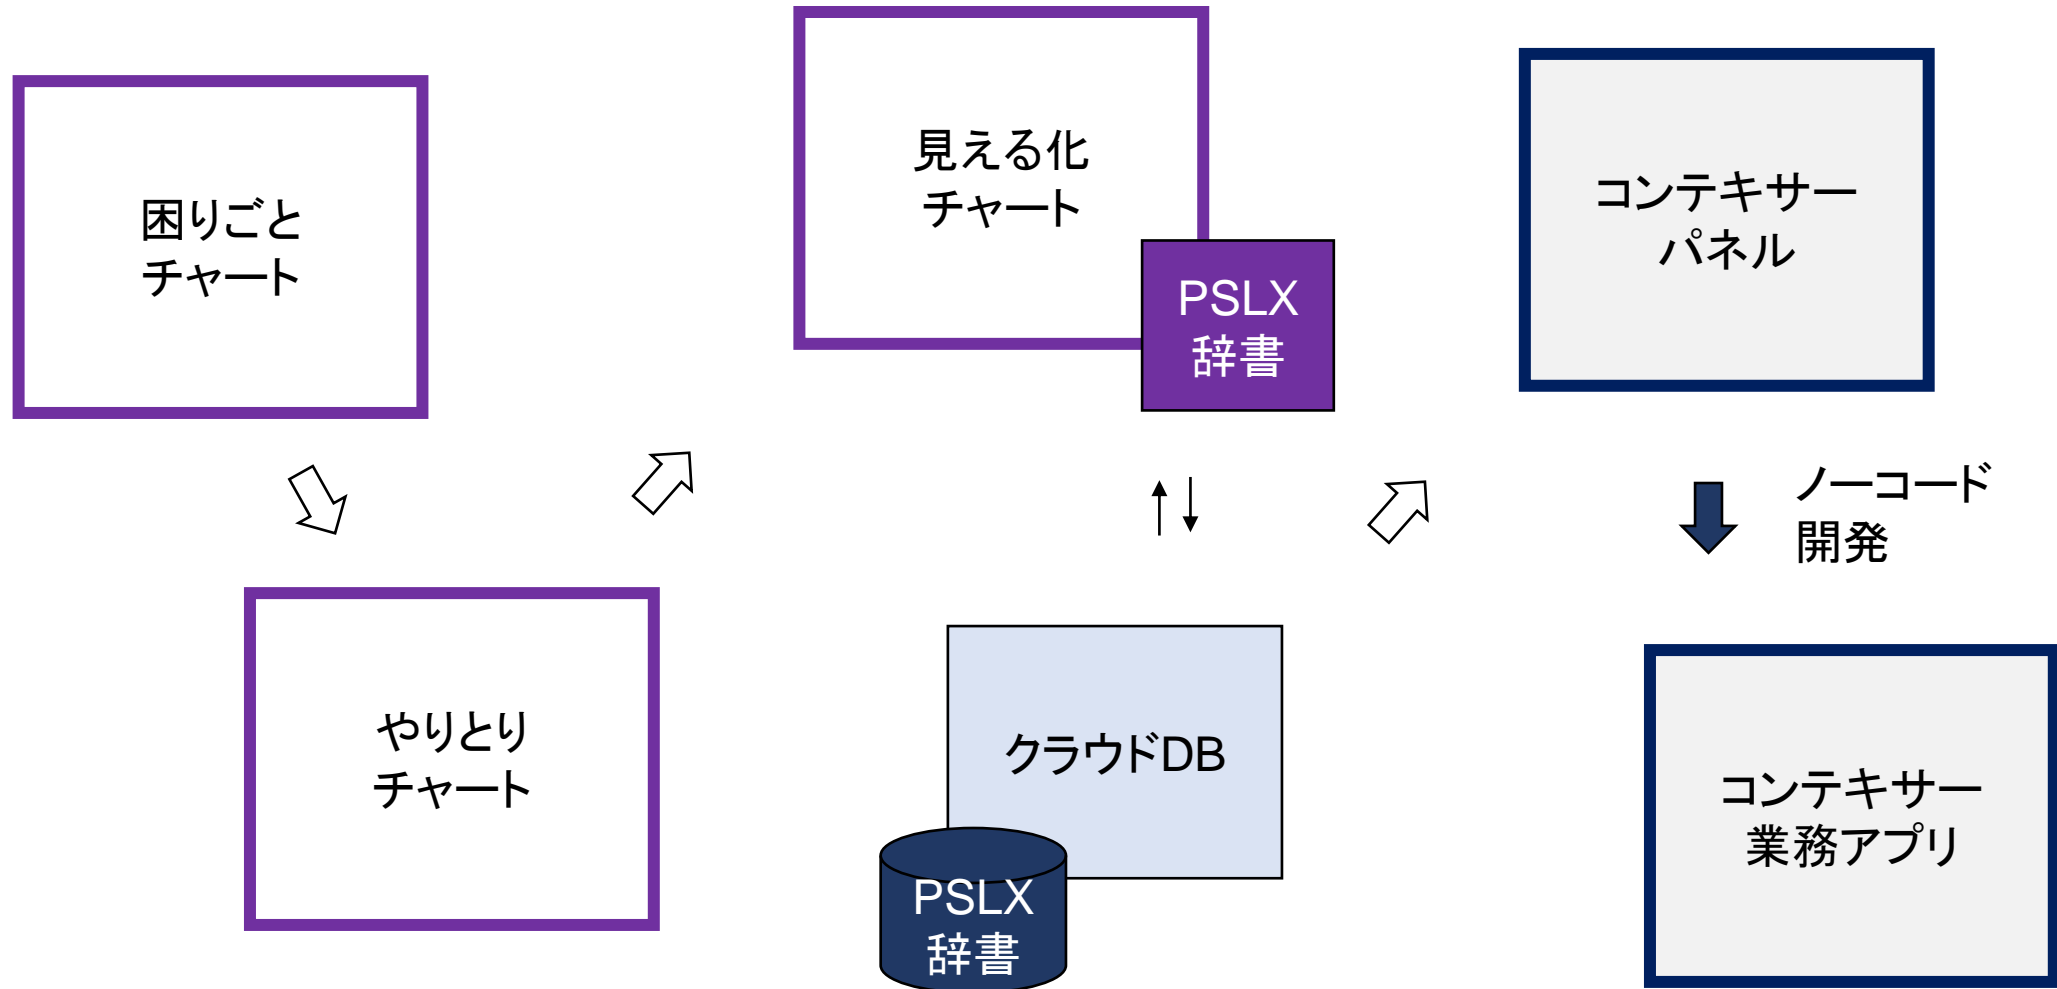 困りごと
チャート
見える化
チャート
PSLX
辞書
コンテキサー
パネル
ノーコード
開発
やりとり
チャート
クラウドDB
PSLX
辞書
コンテキサー
業務アプリ